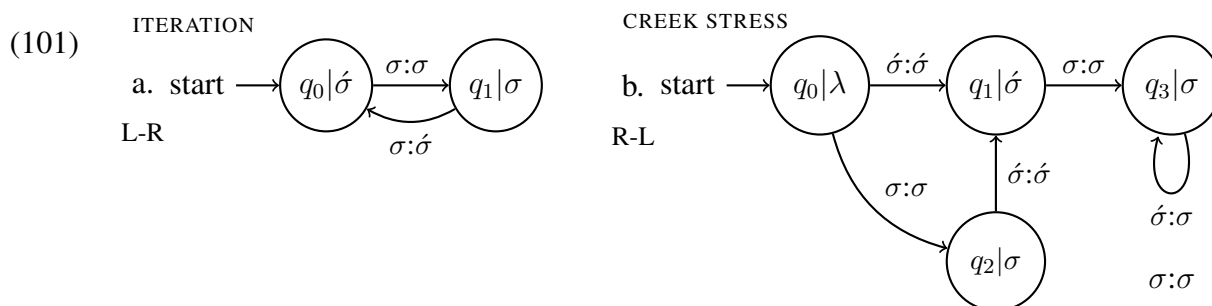 (101)
ITERATION
a. start
L-R
q₀|σ́
σ:σ
q₁|σ
σ:σ́
CREEK STRESS
b. start
R-L
q₀|λ
σ́:σ́
q₁|σ́
σ:σ
q₃|σ
σ:σ
σ́:σ́
q₂|σ
σ́:σ
σ:σ